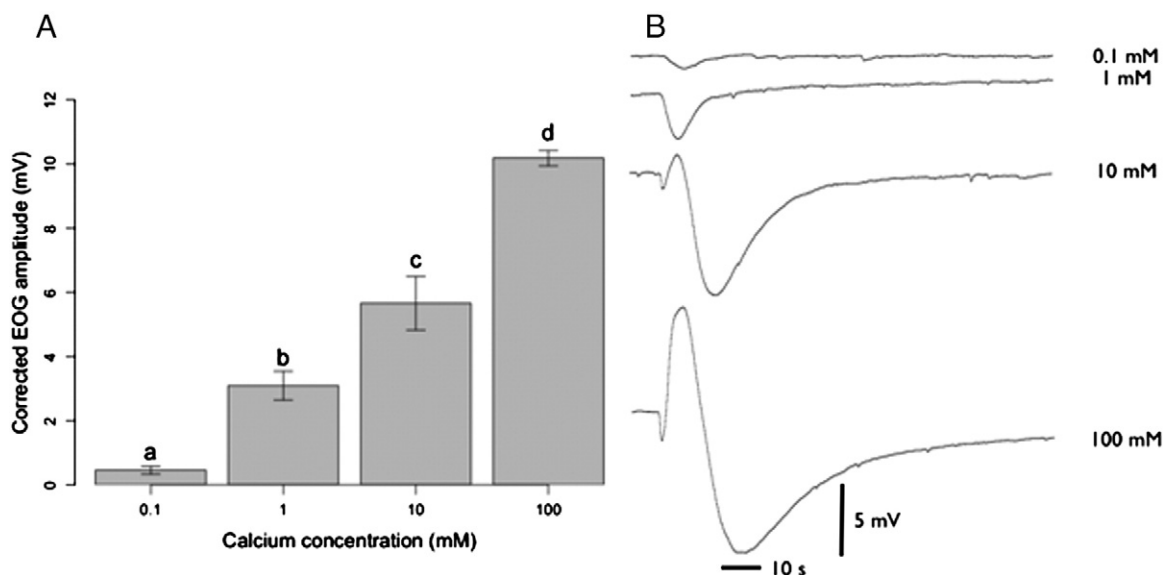 A
Corrected EOG amplitude (mV)
12
10
8
6
4
2
0
a
b
c
d
0.1
1
10
100
Calcium concentration (mM)
B
0.1 mM
1 mM
10 mM
100 mM
5 mV
10 s